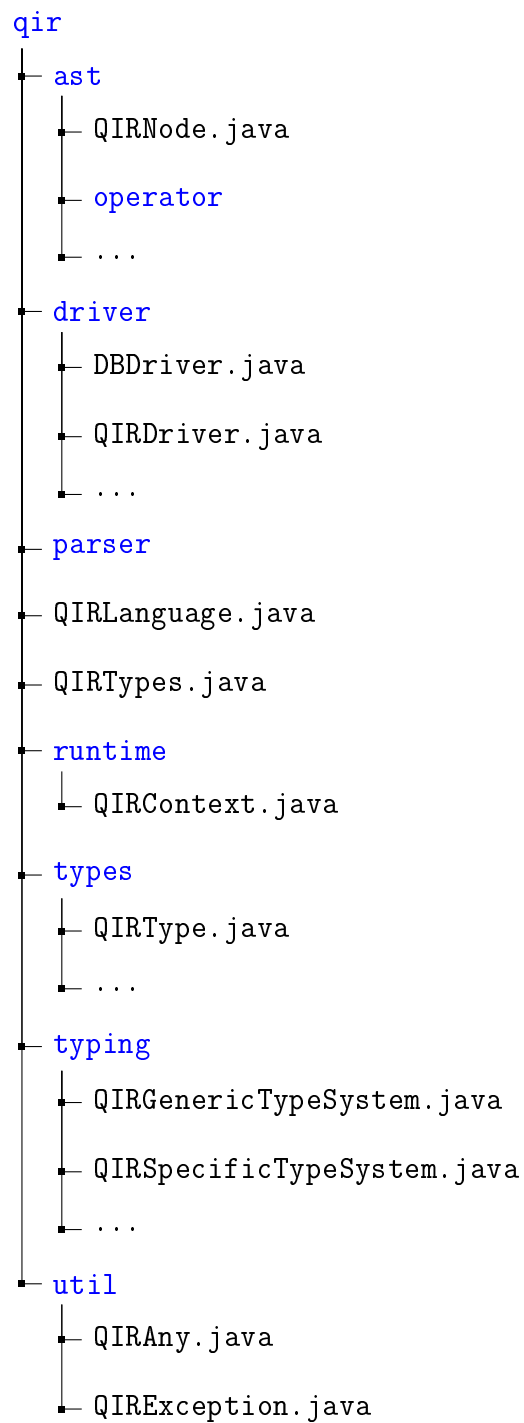 qir
ast
QIRNode.java
operator
...
driver
DBDriver.java
QIRDriver.java
...
parser
QIRLanguage.java
QIRTypes.java
runtime
QIRContext.java
types
QIRType.java
...
typing
QIRGenericTypeSystem.java
QIRSpecificTypeSystem.java
...
util
QIRAny.java
QIRException.java